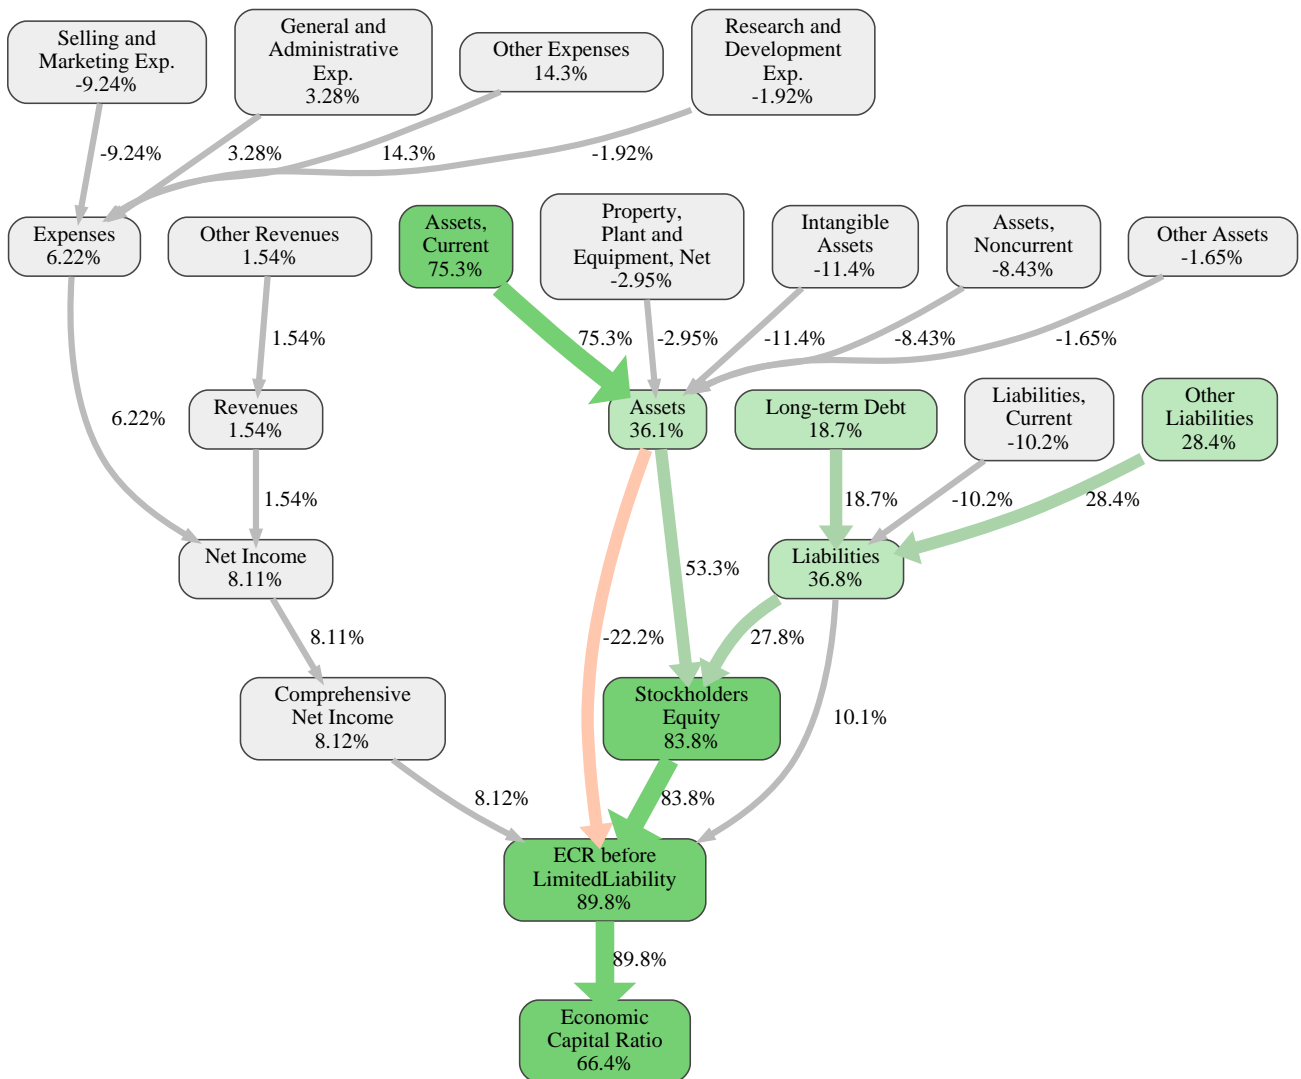 Selling and
Marketing Exp.
-9.24%
General and
Administrative
Exp.
3.28%
Other Expenses
14.3%
Research and
Development
Exp.
-1.92%
-9.24%
3.28%
14.3%
-1.92%
Expenses
6.22%
Other Revenues
1.54%
Assets,
Current
75.3%
Property,
Plant and
Equipment, Net
-2.95%
Intangible
Assets
-11.4%
Assets,
Noncurrent
-8.43%
Other Assets
-1.65%
1.54%
75.3%
-2.95%
-11.4%
-8.43%
-1.65%
6.22%
Revenues
1.54%
Assets
36.1%
Long-term Debt
18.7%
Liabilities,
Current
-10.2%
Other
Liabilities
28.4%
1.54%
18.7%
-10.2%
28.4%
Net Income
8.11%
53.3%
Liabilities
36.8%
8.11%
-22.2%
27.8%
Comprehensive
Net Income
8.12%
Stockholders
Equity
83.8%
10.1%
8.12%
83.8%
ECR before
LimitedLiability
89.8%
89.8%
Economic
Capital Ratio
66.4%